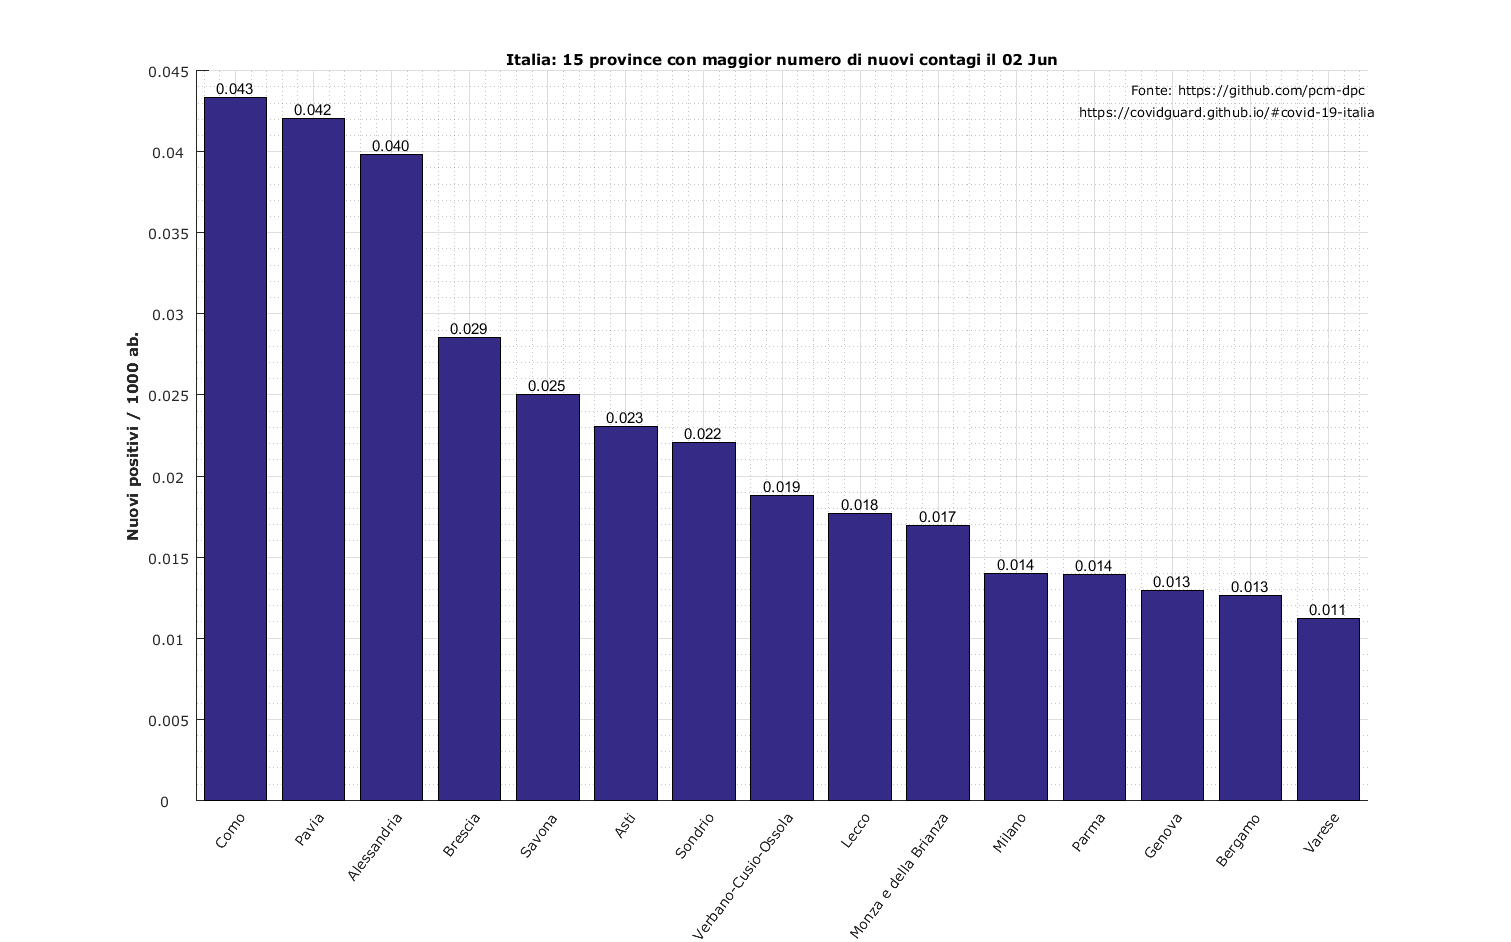 Italia: 15 province con maggior numero di nuovi contagi il 02 Jun
Fonte: https://github.com/pcm-dpc
https://covidguard.github.io/#covid-19-italia
Nuovi positivi / 1000 ab.
0.045
0.04
0.035
0.03
0.025
0.02
0.015
0.01
0.005
0
0.043
0.042
0.040
0.029
0.025
0.023
0.022
0.019
0.018
0.017
0.014
0.014
0.013
0.013
0.011
Como
Pavia
Alessandria
Brescia
Savona
Asti
Sondrio
Verbano-Cusio-Ossola
Lecco
Monza e della Brianza
Milano
Parma
Genova
Bergamo
Varese